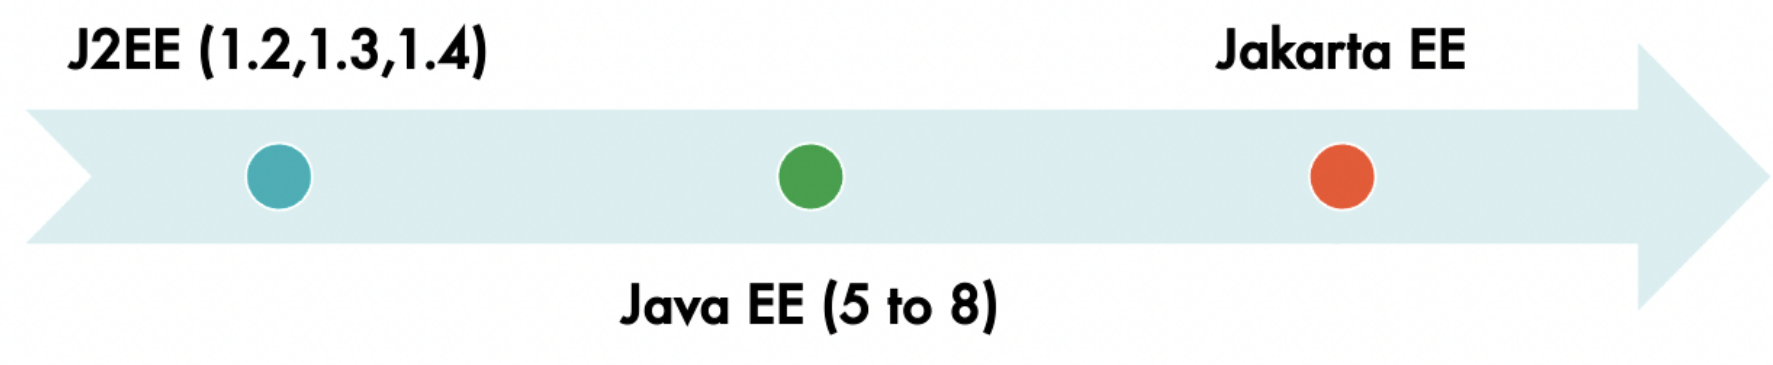 J2EE (1.2,1.3,1.4)
Java EE (5 to 8)
Jakarta EE